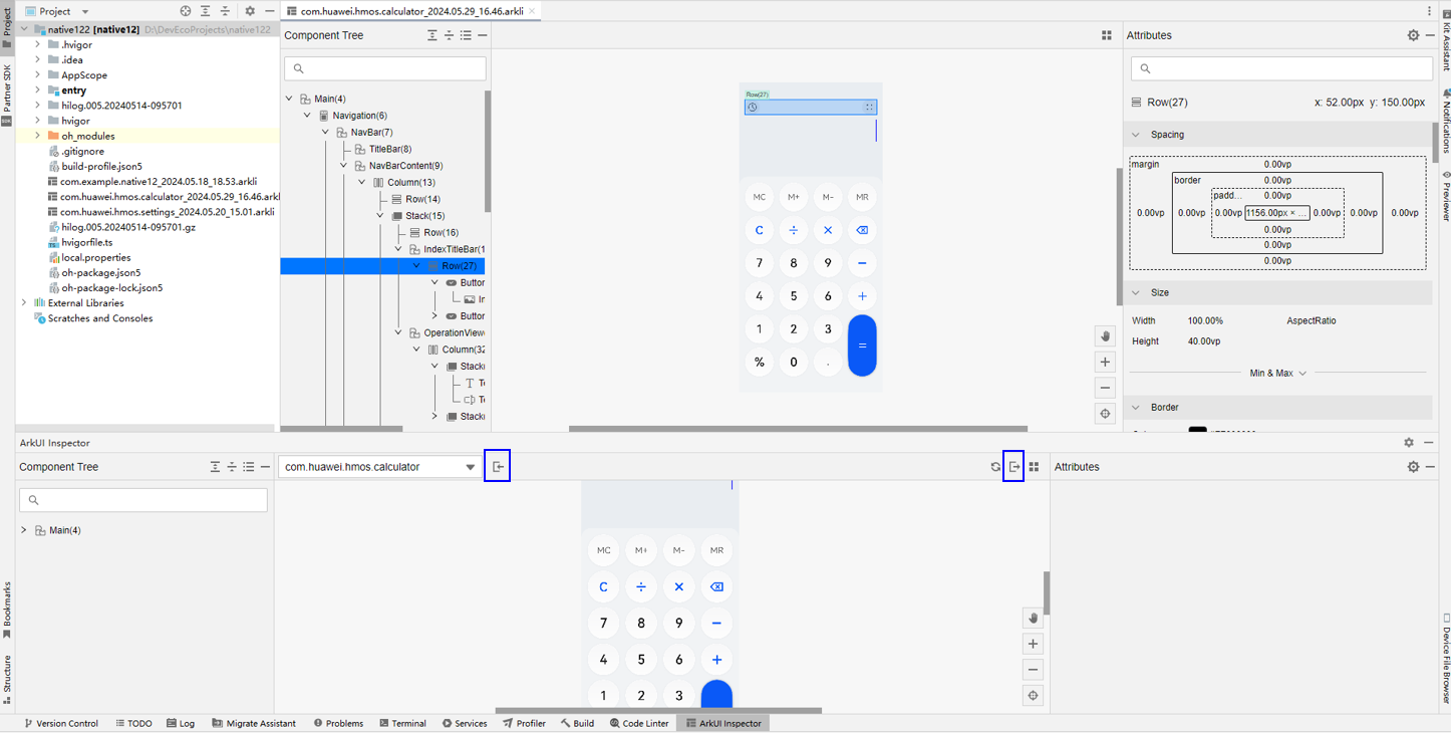 Project
com.huawei.hmos.calculator_2024.05.29_16.46.arkli
Project
Partner SDK
Bookmarks
Structure
native122 [native12] D:\DevEcoProjects\native122
.hvigor
.idea
AppScope
entry
hilog.005.20240514-095701
hvigor
oh_modules
.gitignore
build-profile.json5
com.example.native12_2024.05.18_18.53.arkli
com.huawei.hmos.calculator_2024.05.29_16.46.arkli
com.huawei.hmos.settings_2024.05.20_15.01.arkli
hilog.005.20240514-095701.gz
hvigorfile.ts
local.properties
oh-package.json5
oh-package-lock.json5
External Libraries
Scratches and Consoles
Component Tree
Main(4)
Navigation(6)
NavBar(7)
TitleBar(8)
NavBarContent(9)
Column(13)
Row(14)
Stack(15)
Row(16)
IndexTitleBar(1
Row(27)
Button
Button
OperationView
Column(32
Stack
Stack
Row(27)
MC M+ M- MR
C ÷ ×
7 8 9 −
4 5 6 +
1 2 3
=
% 0 .
Attributes
Row(27) x: 52.00px y: 150.00px
Spacing
margin 0.00vp
border 0.00vp
padd... 0.00vp
0.00vp 0.00vp 0.00vp 1156.00px × ... 0.00vp 0.00vp 0.00vp
0.00vp
0.00vp
0.00vp
Size
Width 100.00% AspectRatio
Height 40.00vp
Min & Max
Border
Kit Assistant
Notifications
Previewer
Device File Browser
ArkUI Inspector
Component Tree
com.huawei.hmos.calculator
Attributes
Main(4)
MC M+ M- MR
C ÷ ×
7 8 9 −
4 5 6 +
1 2 3
Version Control TODO Log Migrate Assistant Problems Terminal Services Profiler Build Code Linter ArkUI Inspector